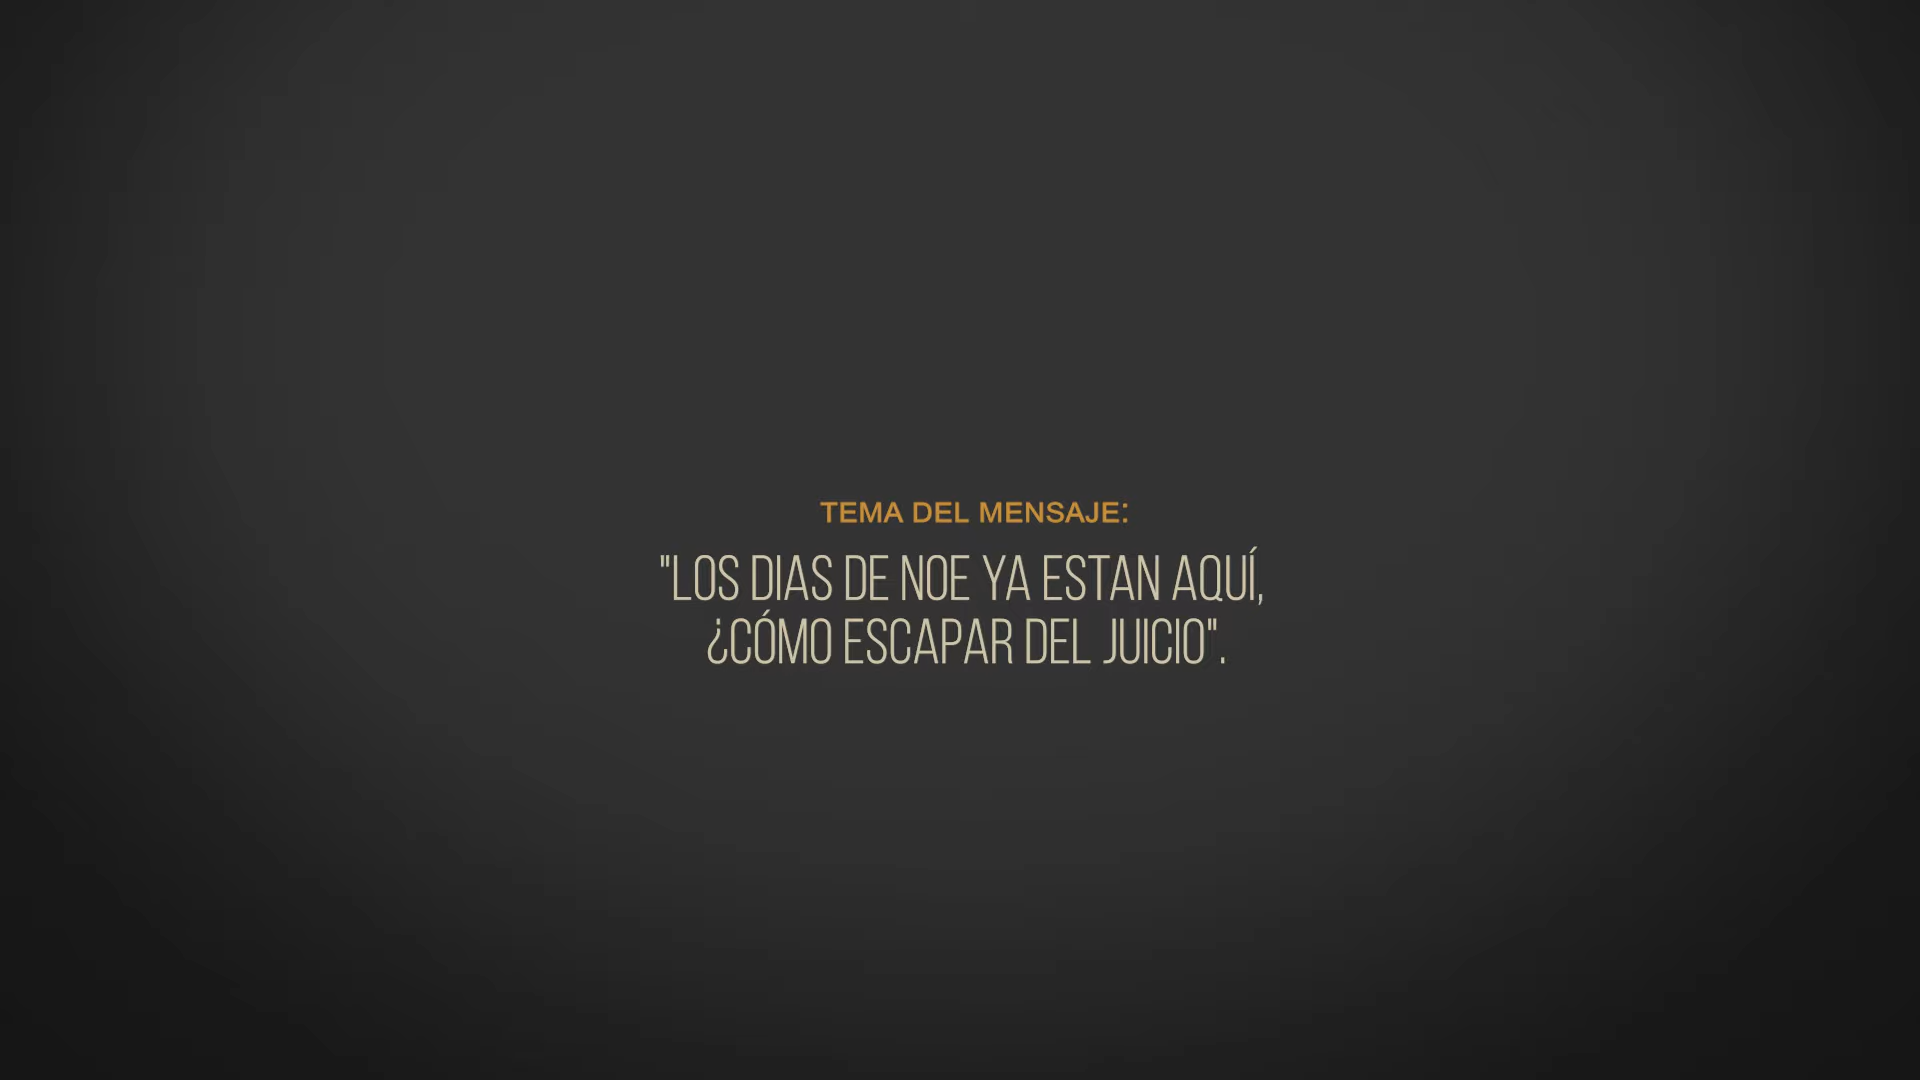 TEMA DEL MENSAJE:
"LOS DIAS DE NOE YA ESTAN AQUÍ,
¿CÓMO ESCAPAR DEL JUICIO".